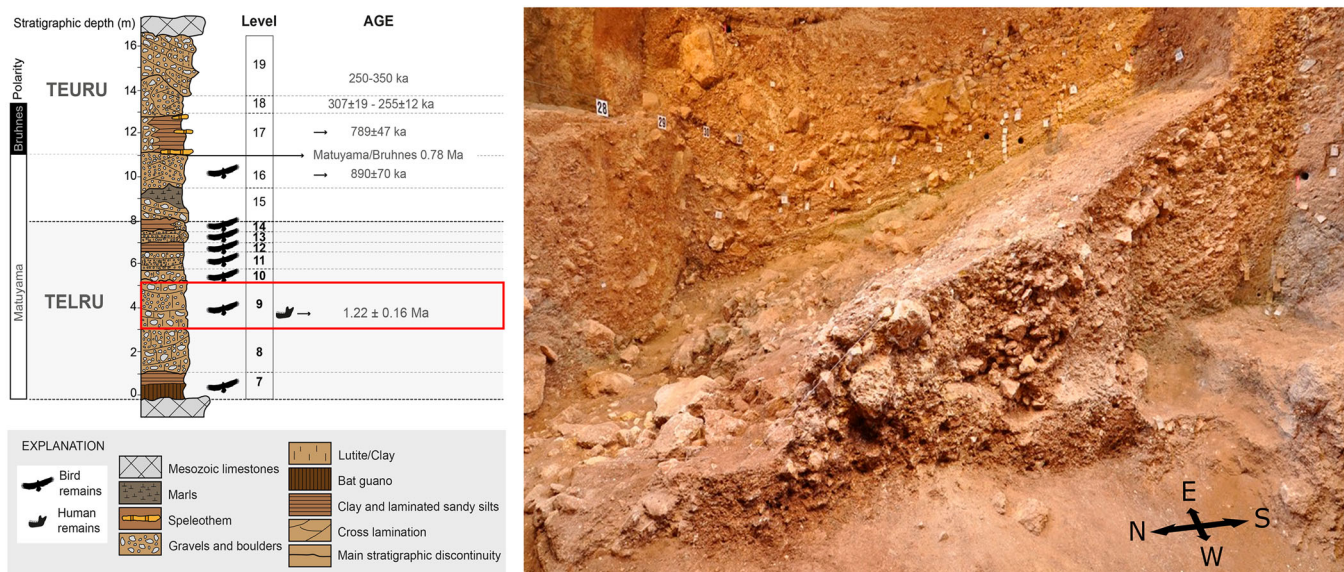 Stratigraphic depth (m)
Level
AGE
Polarity
Bruhnes
Matuyama
TEURU
TELRU
16
14
12
10
8
6
4
2
0
19
250-350 ka
18
307±19 - 255±12 ka
17
→ 789±47 ka
Matuyama/Bruhnes 0.78 Ma
16
→ 890±70 ka
15
14
13
12
11
10
9
→ 1.22 ± 0.16 Ma
8
7
EXPLANATION
Bird
remains
Human
remains
Mesozoic limestones
Marls
Speleothem
Gravels and boulders
Lutite/Clay
Bat guano
Clay and laminated sandy silts
Cross lamination
Main stratigraphic discontinuity
28
29
30
E
N S
W